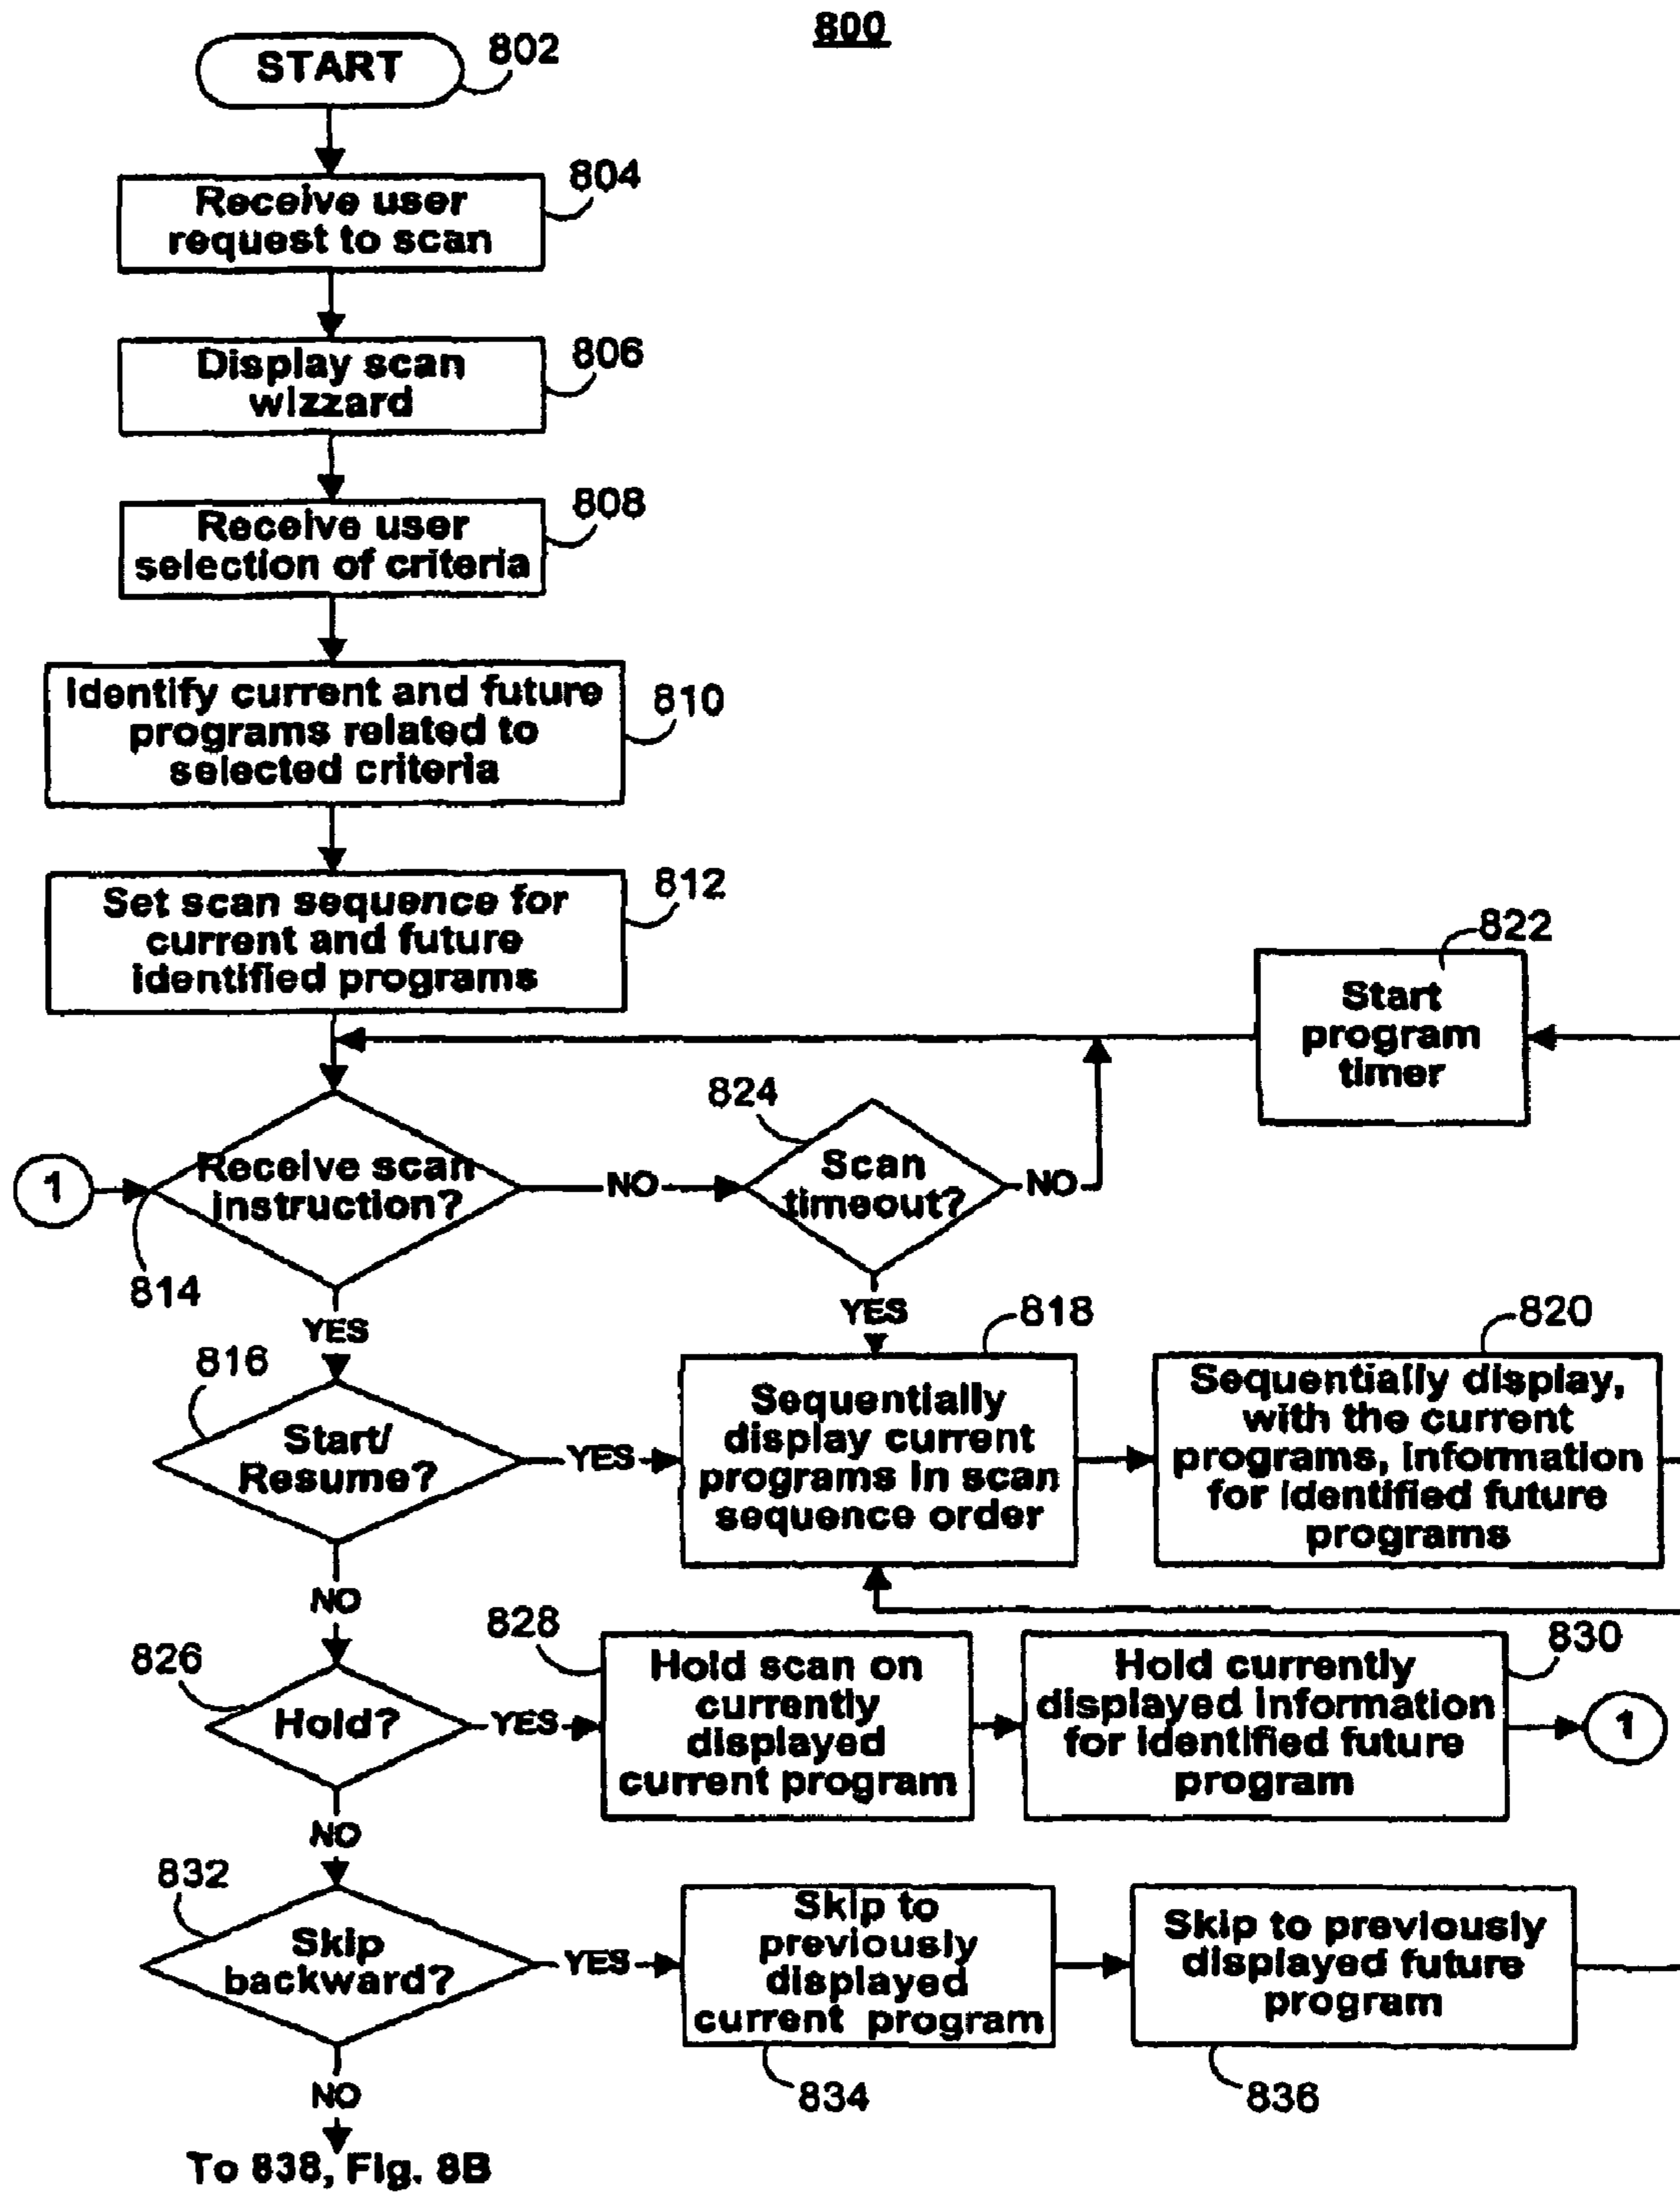 800
START
802
Receive user
request to scan
804
Display scan
wizzard
806
Receive user
selection of criteria
808
Identify current and future
programs related to
selected criteria
810
Set scan sequence for
current and future
identified programs
812
822
Start
program
timer
824
Scan
timeout?
NO
1
Receive scan
instruction?
NO
814
YES
YES
816
Start/
Resume?
YES
818
Sequentially
display current
programs in scan
sequence order
820
Sequentially display,
with the current
programs, information
for identified future
programs
NO
826
Hold?
YES
828
Hold scan on
currently
displayed
current program
830
Hold currently
displayed information
for identified future
program
1
NO
832
Skip
backward?
YES
Skip to
previously
displayed
current program
834
Skip to previously
displayed future
program
836
NO
To 838, Fig. 8B